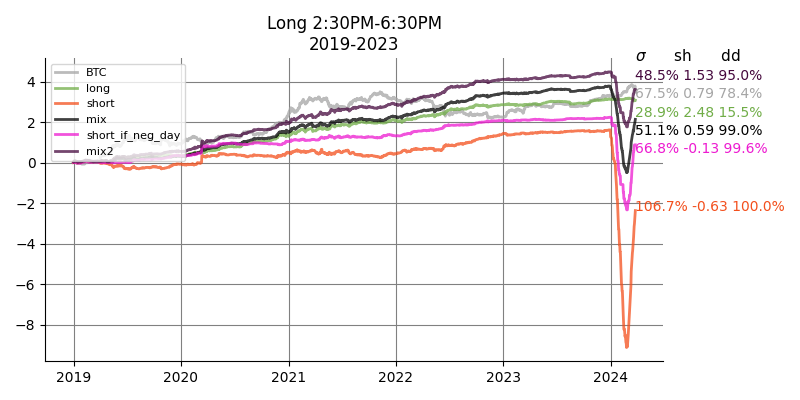 Long 2:30PM-6:30PM
2019-2023
σ sh dd
48.5% 1.53 95.0%
67.5% 0.79 78.4%
28.9% 2.48 15.5%
51.1% 0.59 99.0%
66.8% -0.13 99.6%
106.7% -0.63 100.0%
BTC
long
short
mix
short_if_neg_day
mix2
4
2
0
−2
−4
−6
−8
2019 2020 2021 2022 2023 2024